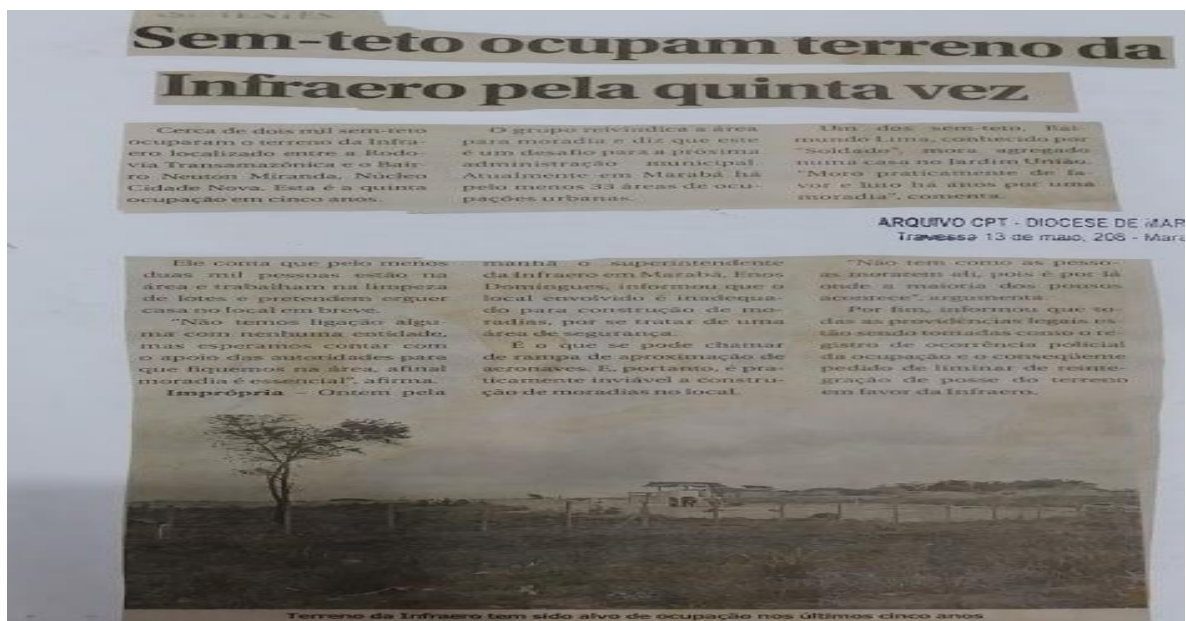 Sem-teto ocupam terreno da
Infraero pela quinta vez
Cerca de dois mil sem-teto
ocuparam o terreno da Infra-
ero localizado entre a Rodo-
via Transamazônica e o Bair-
ro Neuton Miranda, Núcleo
Cidade Nova. Esta é a quinta
ocupação em cinco anos.
O grupo reivindica a área
para moradia e diz que este
é um desafio para a próxima
administração municipal.
Atualmente em Marabá há
pelo menos 33 áreas de ocu-
pações urbanas.
Um dos sem-teto, Rai-
mundo Lima, conhecido por
"Soldado", mora agregado
numa casa no Jardim União.
"Moro praticamente de fa-
vor e luto há anos por uma
moradia", comenta.
ARQUIVO CPT - DIOCESE DE MAR
Travessa 13 de maio, 208 - Mara
Ele conta que pelo menos
duas mil pessoas estão na
área e trabalham na limpeza
de lotes e pretendem erguer
casa no local em breve.
"Não temos ligação algu-
ma com nenhuma entidade,
mas esperamos contar com
o apoio das autoridades para
que fiquemos na área, afinal
moradia é essencial", afirma.
Imprópria – Ontem pela
manhã o superintendente
da Infraero em Marabá, Enos
Domingues, informou que o
local envolvido é inadequa-
do para construção de mo-
radias, por se tratar de uma
área de segurança.
É o que se pode chamar
de rampa de aproximação de
aeronaves. E, portanto, é pra-
ticamente inviável a constru-
ção de moradias no local.
"Não tem como as pesso-
as morarem ali, pois é por lá
onde a maioria dos pousos
acontece", argumenta.
Por fim, informou que to-
das as providências legais es-
tão sendo tomadas como o re-
gistro de ocorrência policial
da ocupação e o conseqüente
pedido de liminar de reinte-
gração de posse do terreno
em favor da Infraero.
Terreno da Infraero tem sido alvo de ocupação nos últimos cinco anos